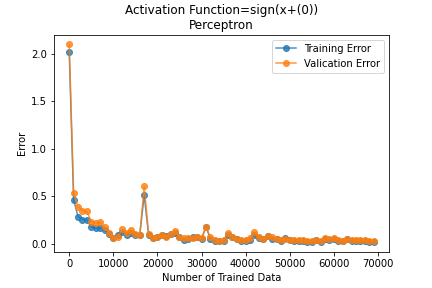 Activation Function=sign(x+(0))
Perceptron
Training Error
Valication Error
2.0
1.5
1.0
0.5
0.0
Error
0 10000 20000 30000 40000 50000 60000 70000
Number of Trained Data